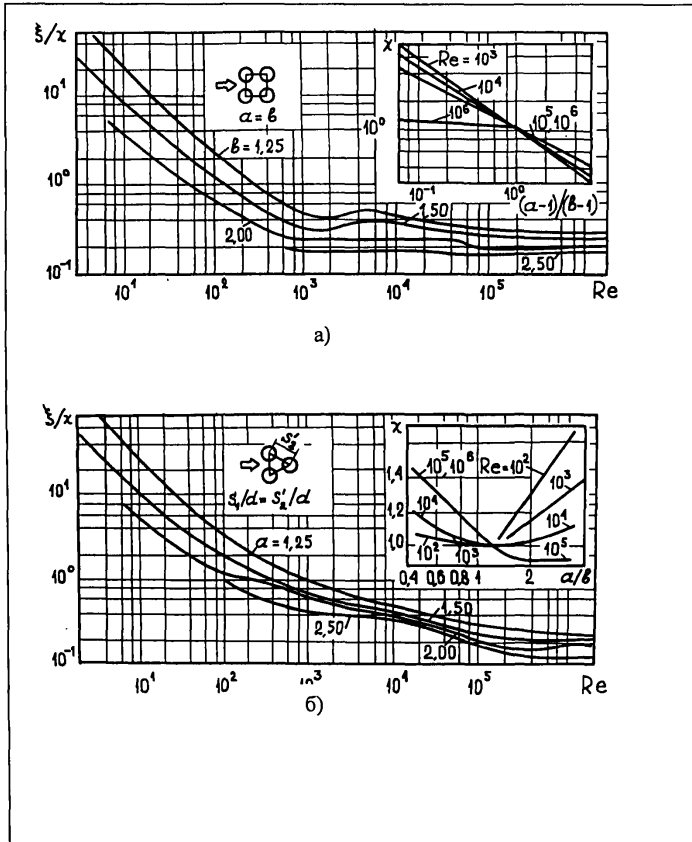 ξ/χ
10¹
10⁰
10⁻¹
a = в
в = 1,25
2,00
1,50
2,50
10¹ 10² 10³ 10⁴ 10⁵ Re
χ
Re = 10³
10⁴
10⁶
10⁵ 10⁶
10⁰
10⁻¹ 10⁰ (a-1)/(в-1)
а)
ξ/χ
10¹
10⁰
10⁻¹
S₂'
S₁/d = S₂'/d
a = 1,25
2,50
1,50
2,00
10¹ 10² 10³ 10⁴ 10⁵ Re
χ
1,4
1,2
1,0
10⁵,10⁶
Re = 10²
10³
10⁴
10⁴
10² 10³
10⁵
0,4 0,6 0,8 1 2 a/в
б)